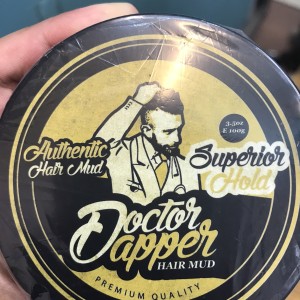 3.5oz
E 100g
Authentic
Hair Mud
Superior
Hold
Doctor
Dapper
HAIR MUD
PREMIUM QUALITY